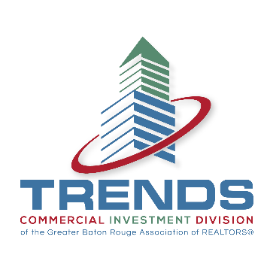 TRENDS
COMMERCIAL INVESTMENT DIVISION
of the Greater Baton Rouge Association of REALTORS®